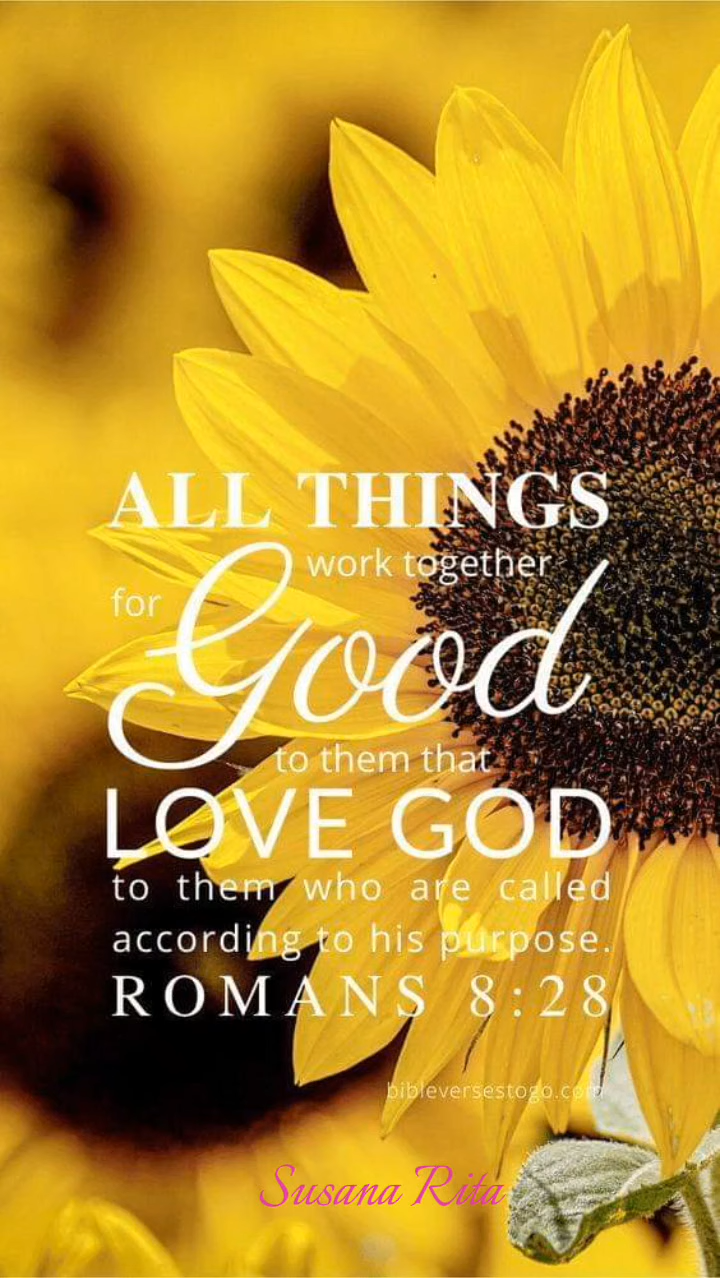 ALL THINGS
work together
for Good
to them that
LOVE GOD
to them who are called
according to his purpose.
ROMANS 8:28
bibleversestogo.com
Susana Rita